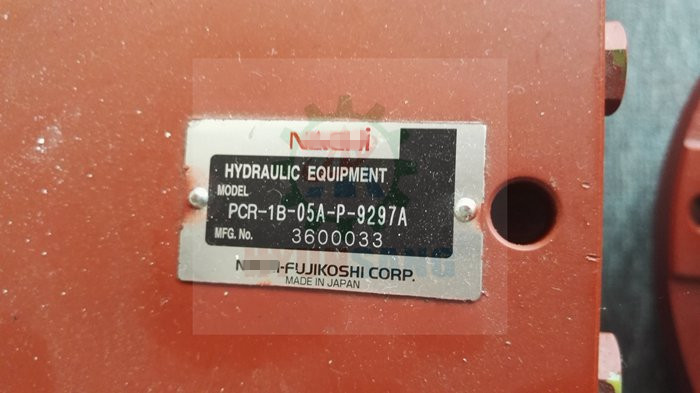 HYDRAULIC EQUIPMENT
MODEL
PCR-1B-05A-P-9297A
MFG. No. 3600033
-FUJIKOSHI CORP.
MADE IN JAPAN